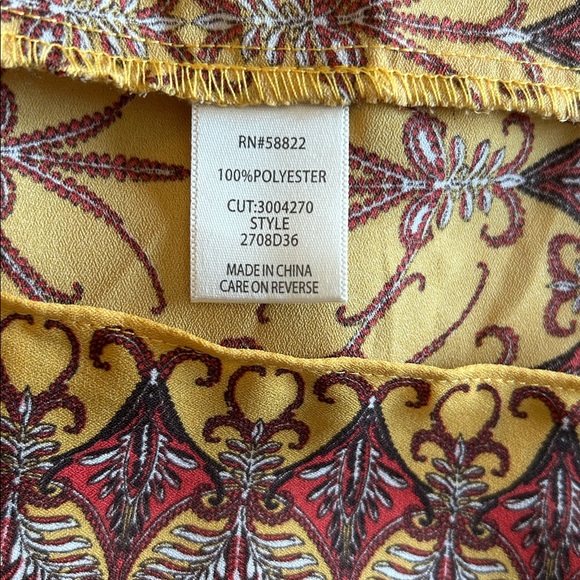 RN#58822
100%POLYESTER
CUT:3004270
STYLE
2708D36
MADE IN CHINA
CARE ON REVERSE